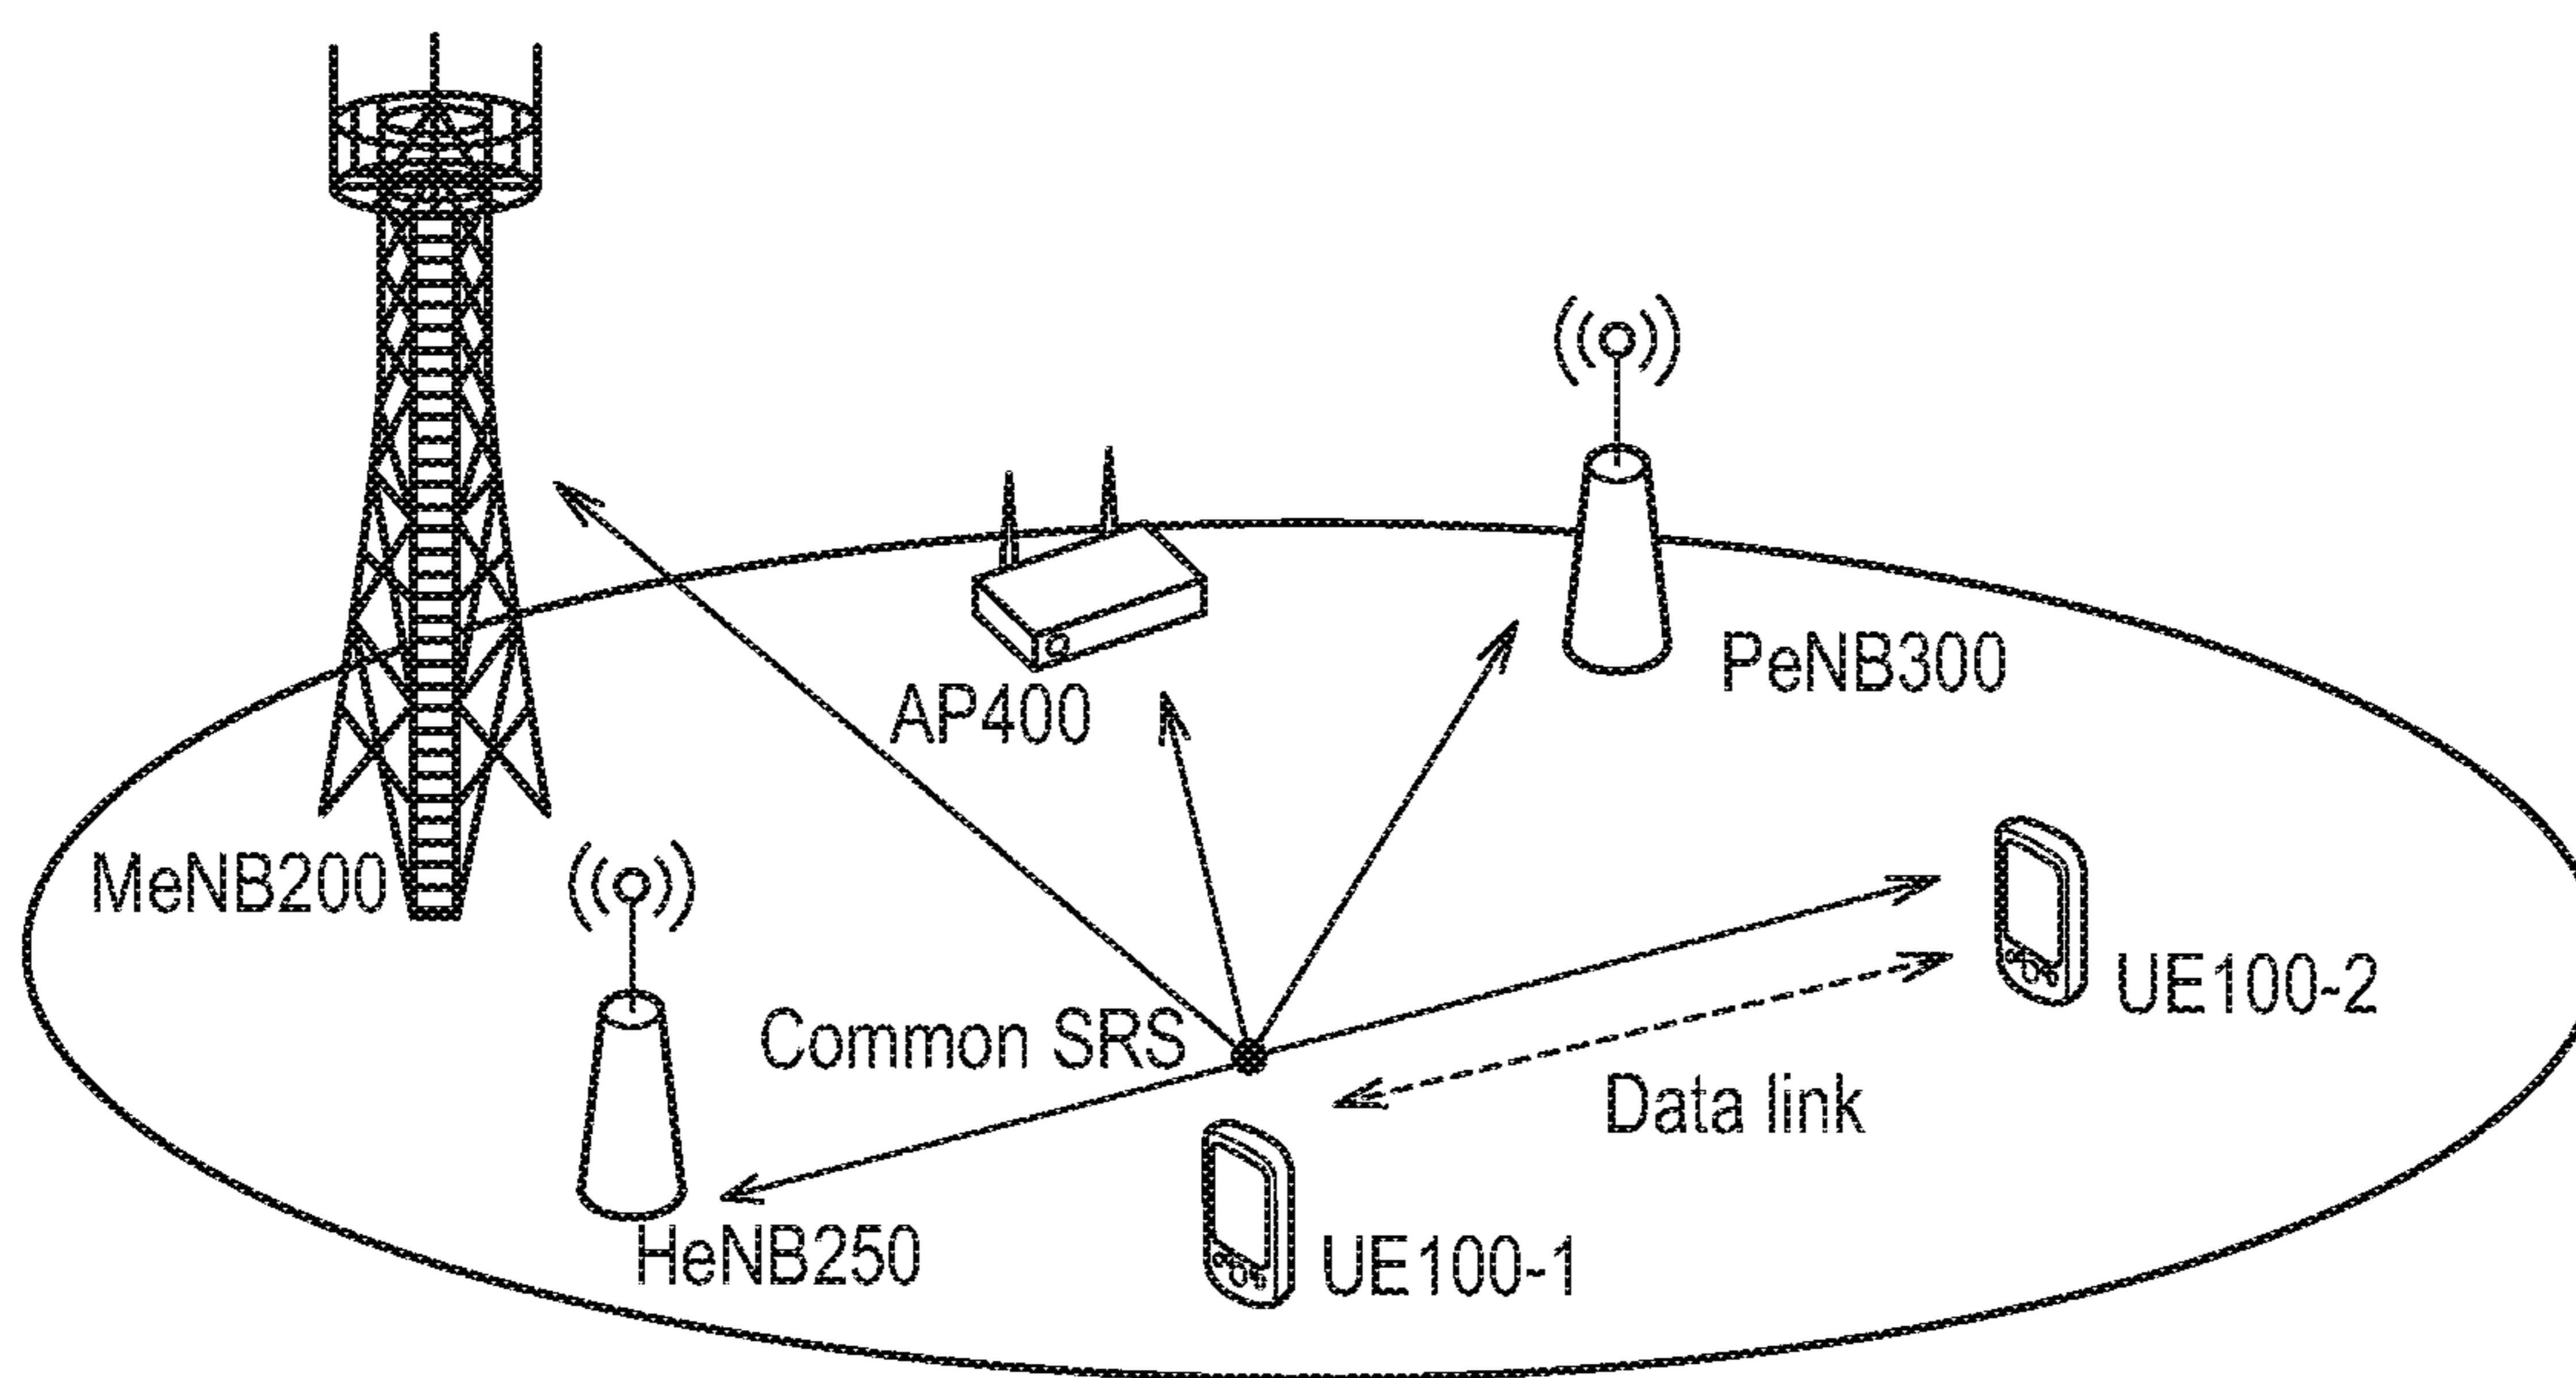 PeNB300
AP400
MeNB200
UE100-2
Common SRS
Data link
HeNB250
UE100-1